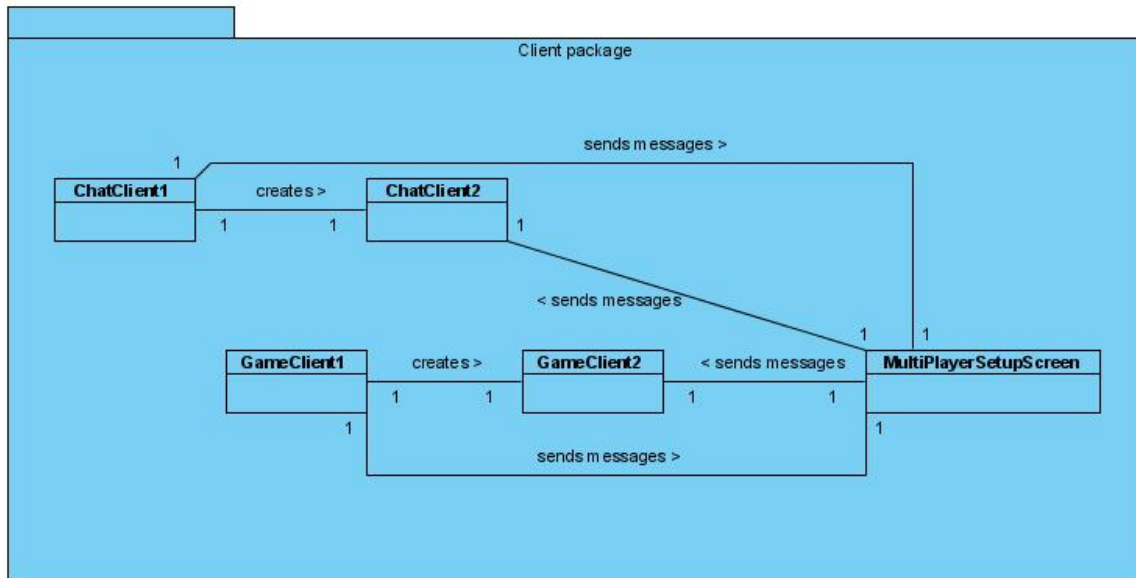 Client package
sends messages >
1
ChatClient1
creates >
ChatClient2
1
1
1
< sends messages
1
1
GameClient1
creates >
GameClient2
< sends messages
MultiPlayerSetupScreen
1
1
1
1
1
1
sends messages >